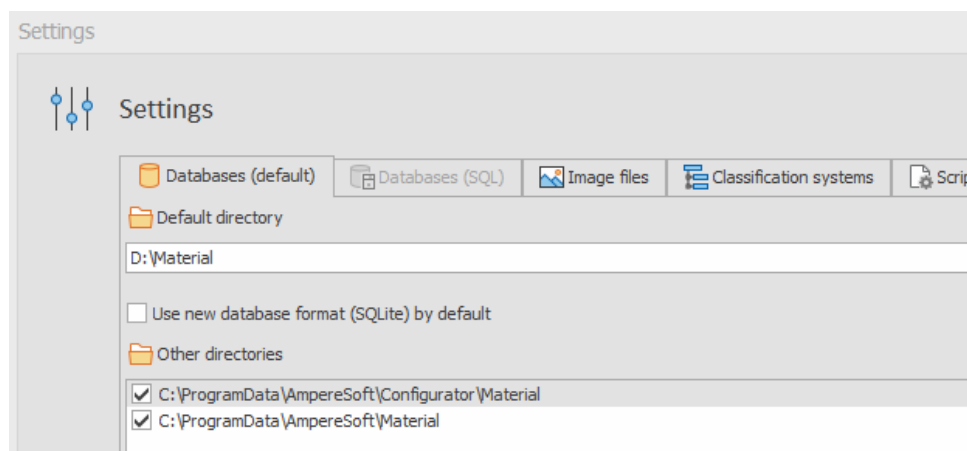 Settings
Settings
Databases (default) Databases (SQL) Image files Classification systems
Default directory
D:\Material
Use new database format (SQLite) by default
Other directories
C:\ProgramData\AmpereSoft\Configurator\Material
C:\ProgramData\AmpereSoft\Material